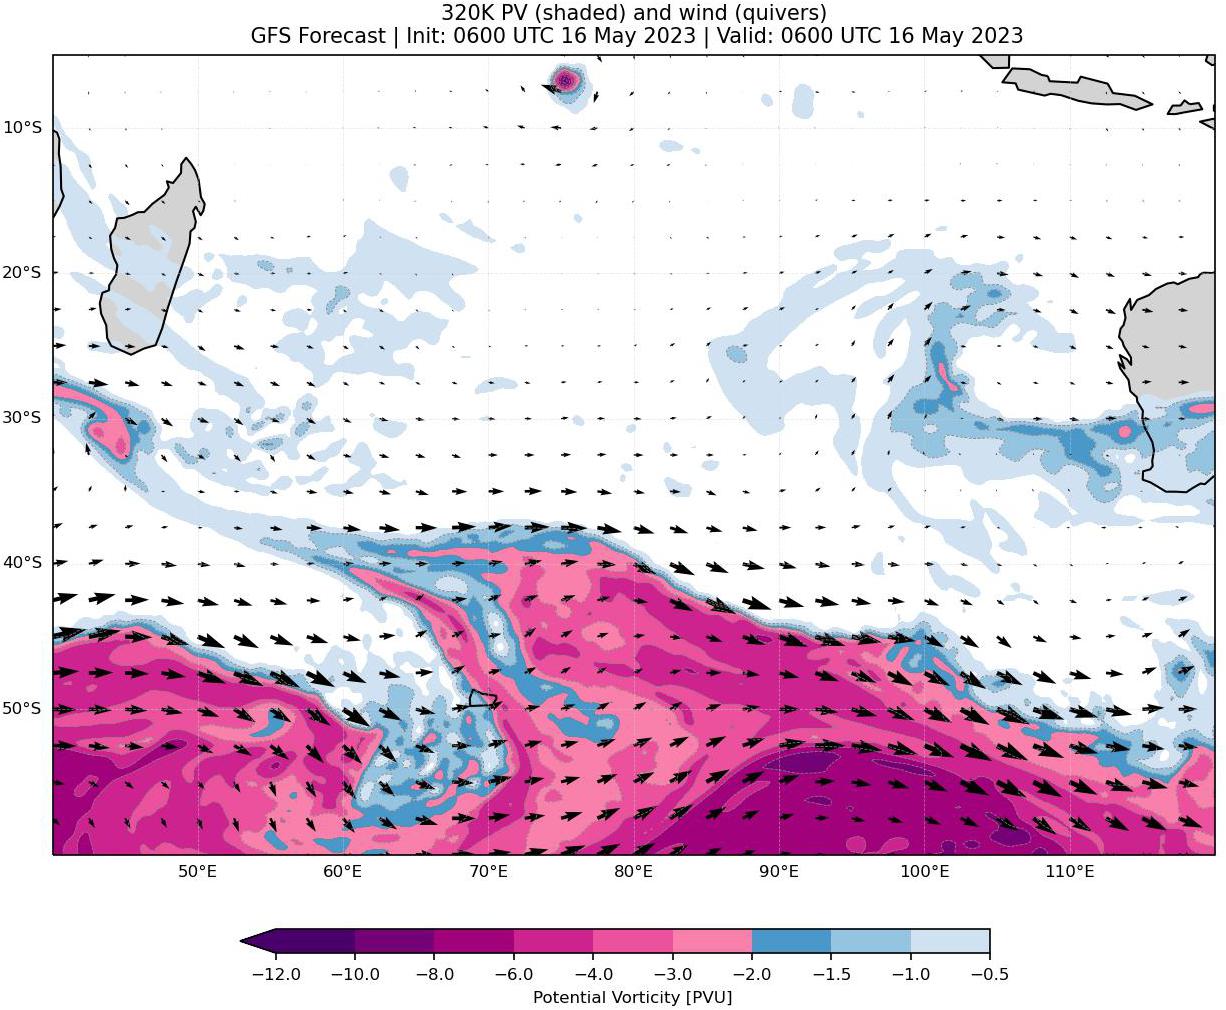 320K PV (shaded) and wind (quivers)
GFS Forecast | Init: 0600 UTC 16 May 2023 | Valid: 0600 UTC 16 May 2023
10°S
20°S
30°S
40°S
50°S
50°E 60°E 70°E 80°E 90°E 100°E 110°E
−12.0 −10.0 −8.0 −6.0 −4.0 −3.0 −2.0 −1.5 −1.0 −0.5
Potential Vorticity [PVU]